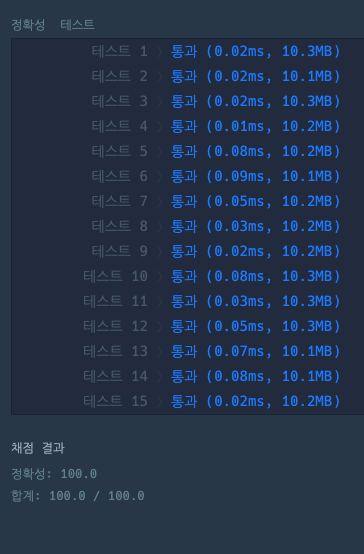 정확성 테스트
테스트 1 〉 통과 (0.02ms, 10.3MB)
테스트 2 〉 통과 (0.02ms, 10.1MB)
테스트 3 〉 통과 (0.02ms, 10.3MB)
테스트 4 〉 통과 (0.01ms, 10.2MB)
테스트 5 〉 통과 (0.08ms, 10.2MB)
테스트 6 〉 통과 (0.09ms, 10.1MB)
테스트 7 〉 통과 (0.05ms, 10.2MB)
테스트 8 〉 통과 (0.03ms, 10.2MB)
테스트 9 〉 통과 (0.02ms, 10.2MB)
테스트 10 〉 통과 (0.08ms, 10.3MB)
테스트 11 〉 통과 (0.03ms, 10.3MB)
테스트 12 〉 통과 (0.05ms, 10.3MB)
테스트 13 〉 통과 (0.07ms, 10.1MB)
테스트 14 〉 통과 (0.08ms, 10.1MB)
테스트 15 〉 통과 (0.02ms, 10.2MB)
채점 결과
정확성: 100.0
합계: 100.0 / 100.0